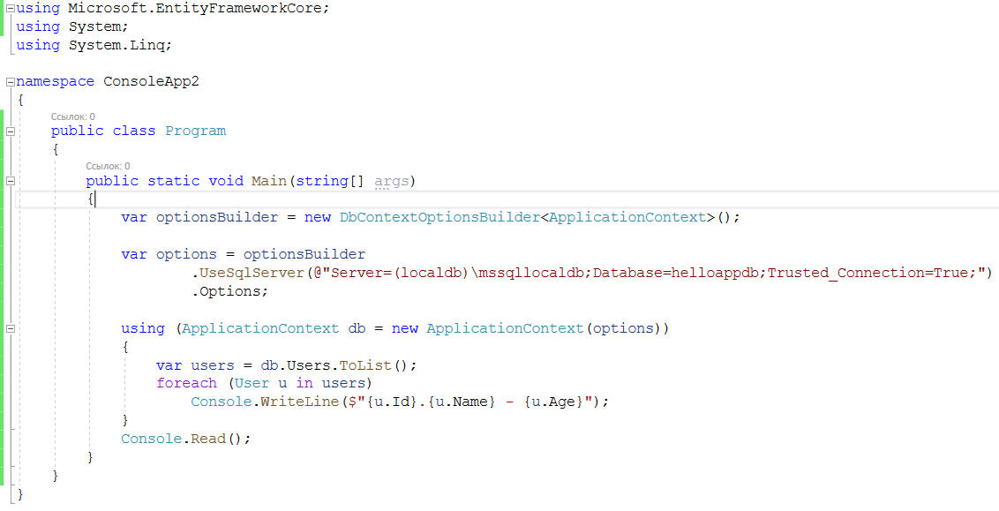 using Microsoft.EntityFrameworkCore;
using System;
using System.Linq;
namespace ConsoleApp2
{
Ссылок: 0
public class Program
{
Ссылок: 0
public static void Main(string[] args)
{
var optionsBuilder = new DbContextOptionsBuilder<ApplicationContext>();
var options = optionsBuilder
.UseSqlServer(@"Server=(localdb)\mssqllocaldb;Database=helloappdb;Trusted_Connection=True;")
.Options;
using (ApplicationContext db = new ApplicationContext(options))
{
var users = db.Users.ToList();
foreach (User u in users)
Console.WriteLine($"{u.Id}.{u.Name} - {u.Age}");
}
Console.Read();
}
}
}